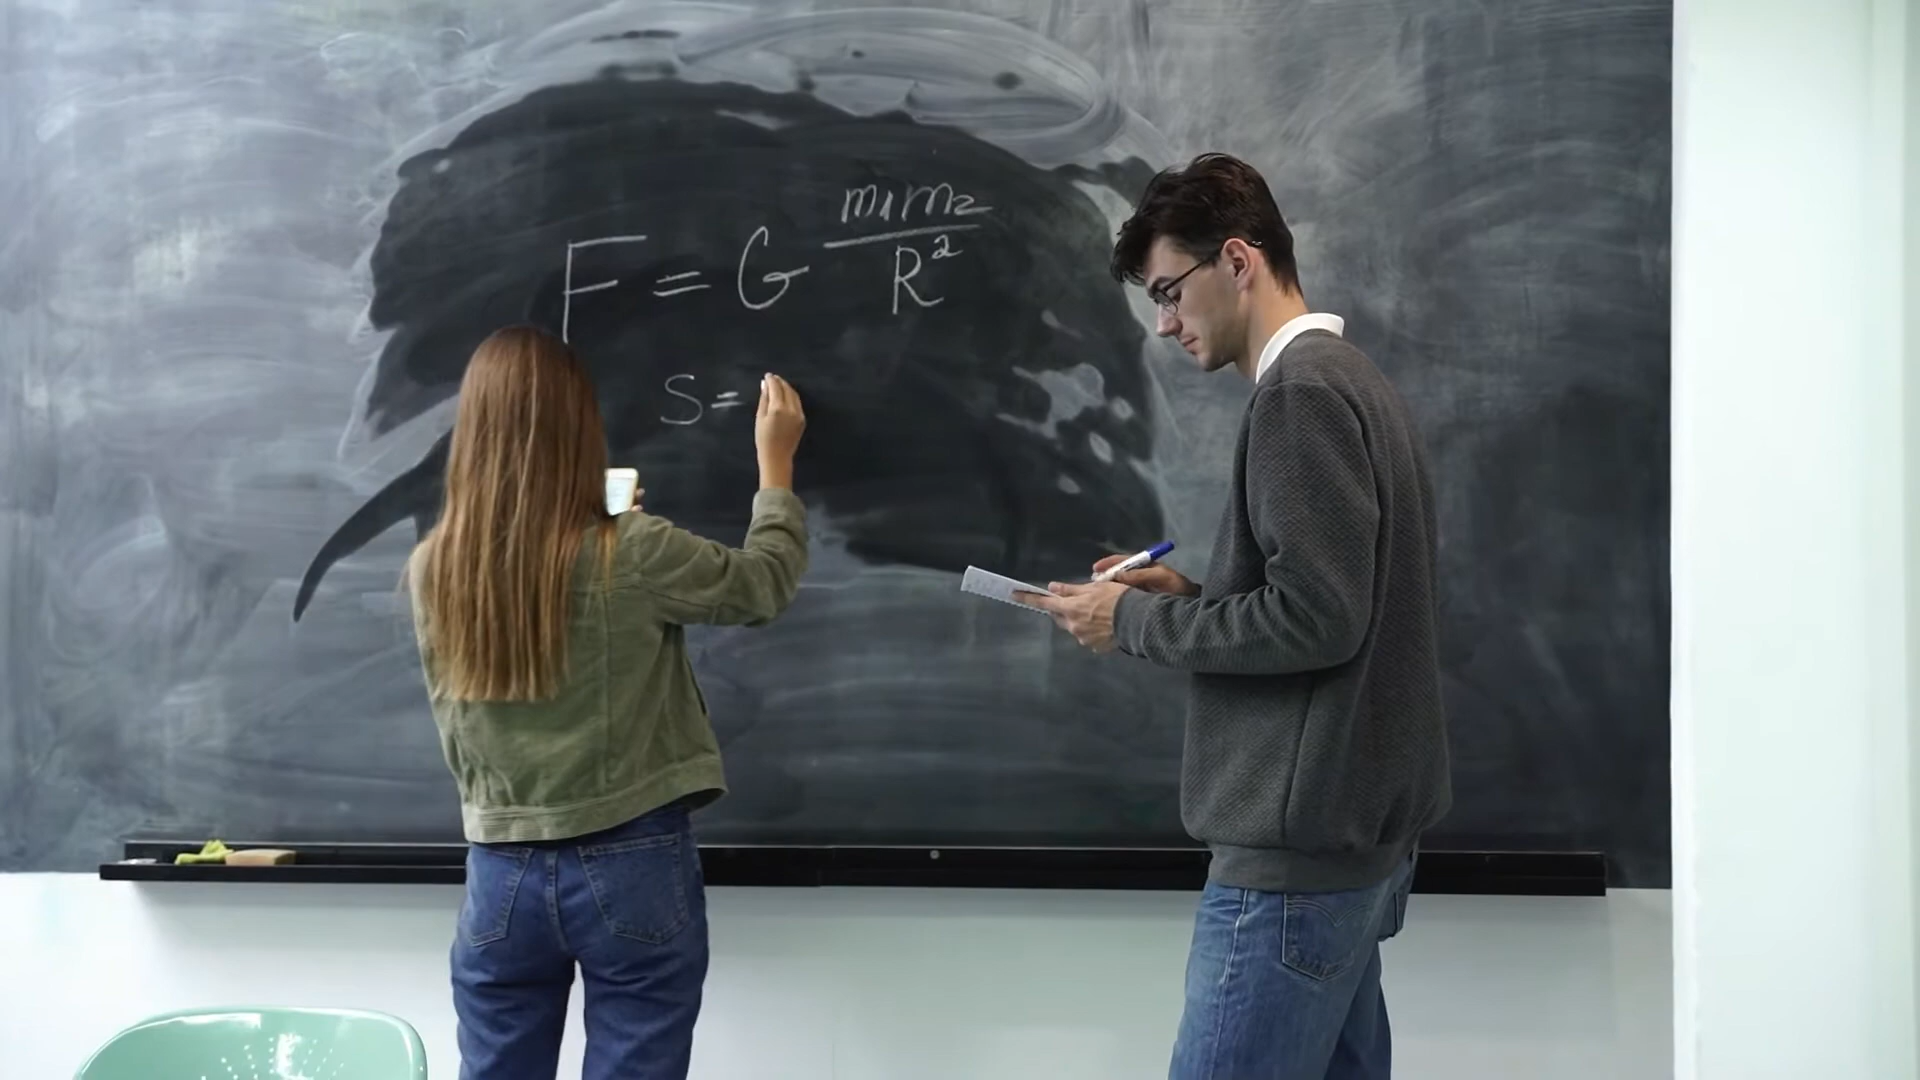 F = G m₁m₂/R²
S =